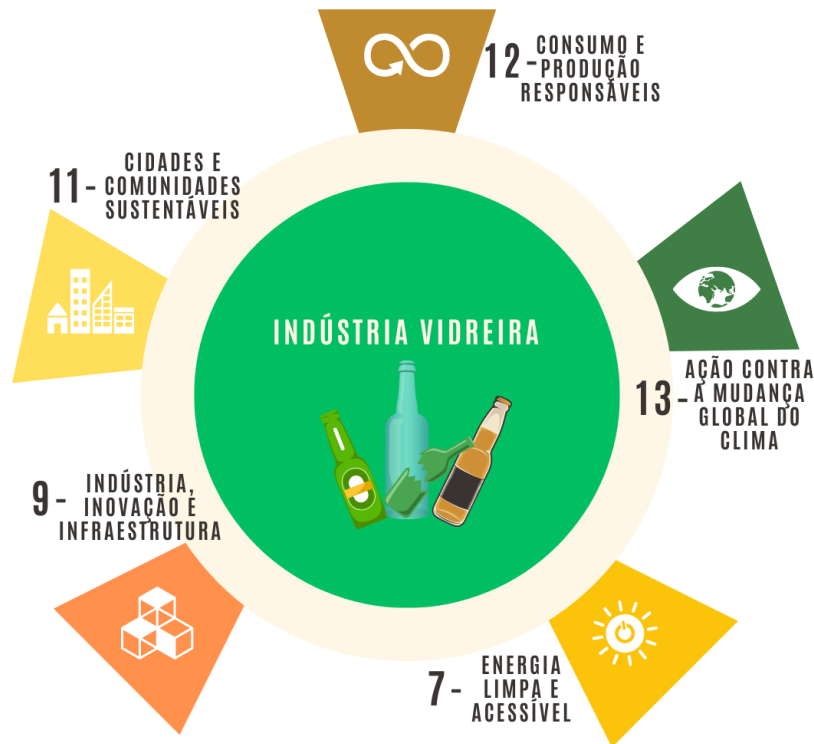 12-
CONSUMO E
PRODUÇÃO
RESPONSÁVEIS
11-
CIDADES E
COMUNIDADES
SUSTENTÁVEIS
INDÚSTRIA VIDREIRA
13-
AÇÃO CONTRA
A MUDANÇA
GLOBAL DO
CLIMA
9-
INDÚSTRIA,
INOVAÇÃO E
INFRAESTRUTURA
7-
ENERGIA
LIMPA E
ACESSÍVEL